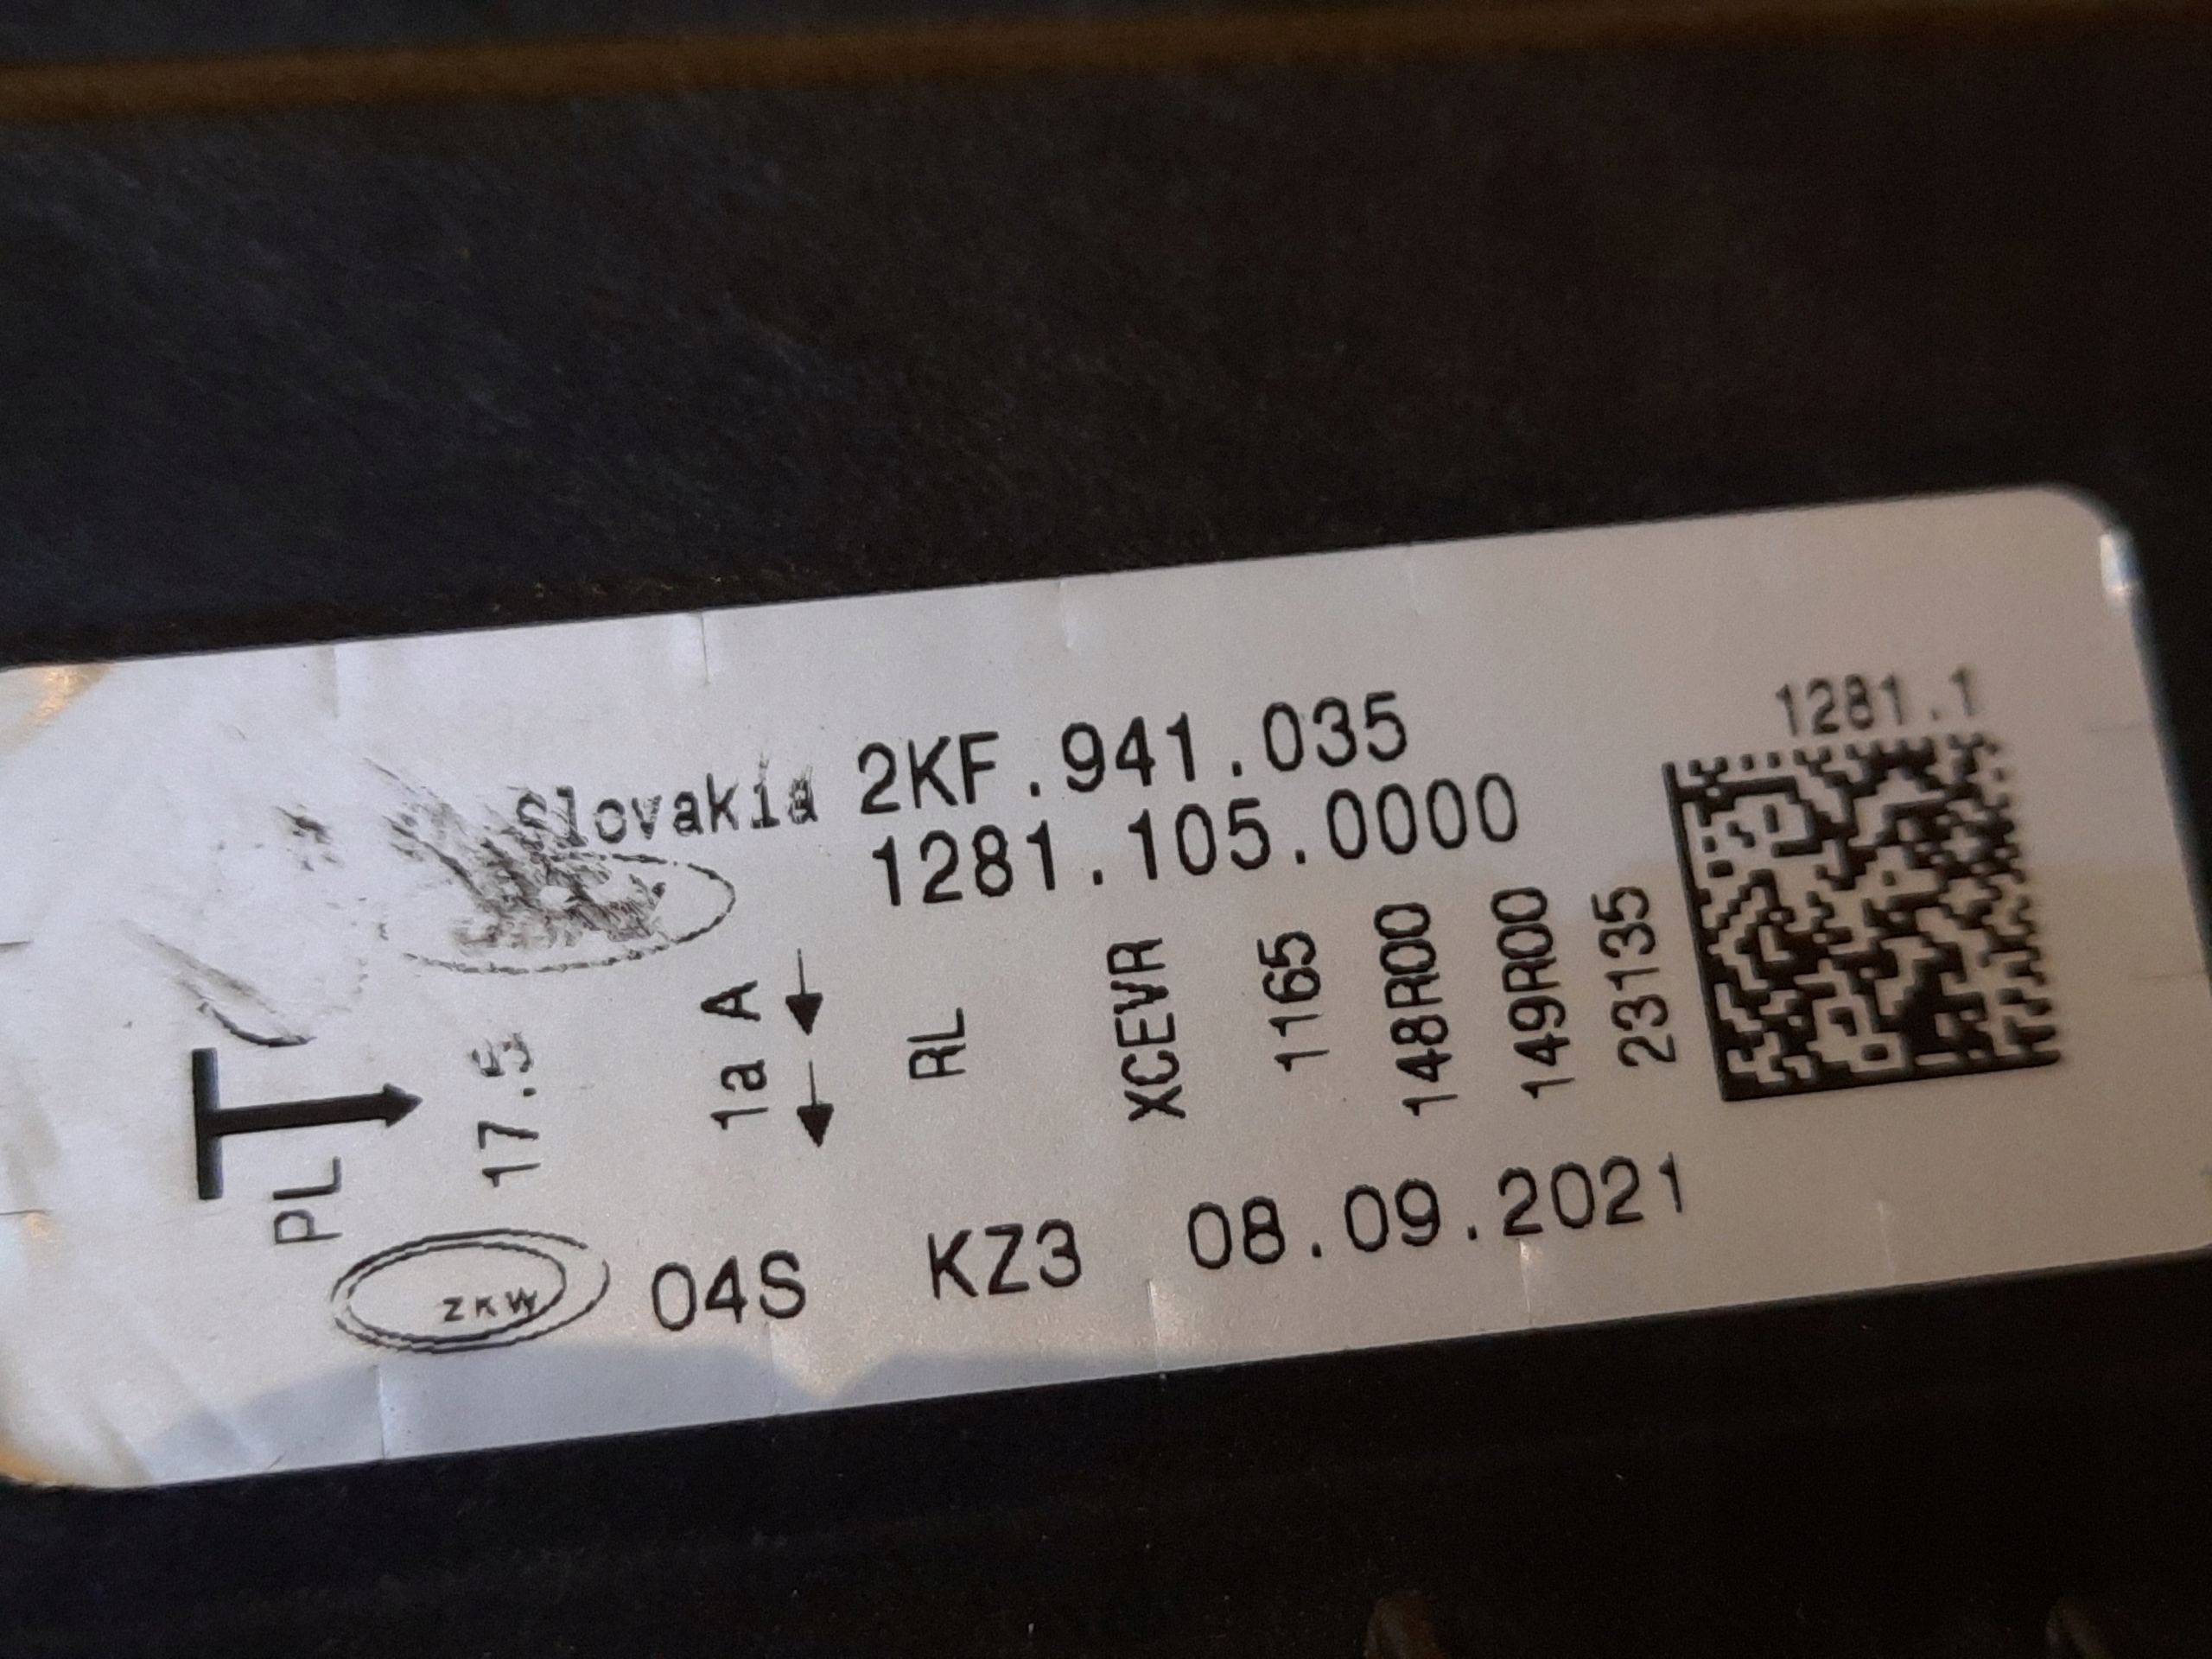 Slovakia 2KF.941.035
1281.105.0000
1281.1
PL
17.5
1a A
RL
XCEVR
1165
148R00
149R00
23135
ZKW 04S KZ3 08.09.2021